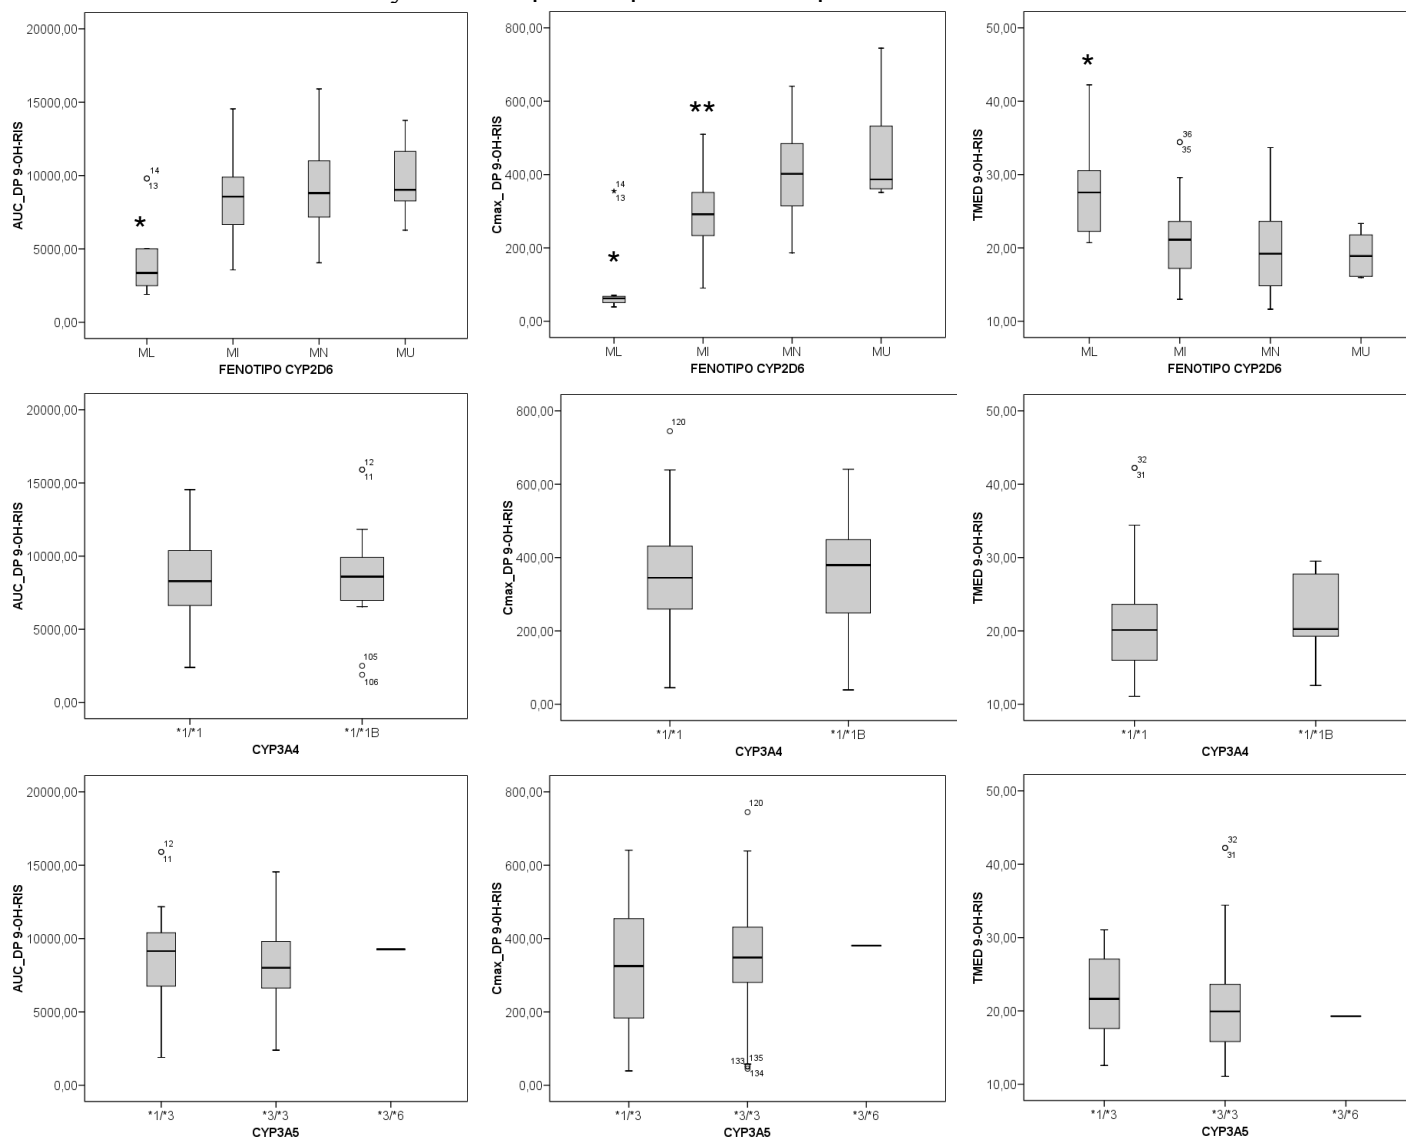 20000,00
15000,00
10000,00
5000,00
0,00
AUC_DP 9-OH-RIS
14
13
*
ML MI MN MU
FENOTIPO CYP2D6
800,00
600,00
400,00
200,00
0,00
Cmax_ DP 9-OH-RIS
**
14
13
*
ML MI MN MU
FENOTIPO CYP2D6
50,00
40,00
30,00
20,00
10,00
TMED 9-OH-RIS
*
36
35
ML MI MN MU
FENOTIPO CYP2D6
20000,00
15000,00
10000,00
5000,00
0,00
AUC_DP 9-OH-RIS
12
11
105
106
*1/*1 *1/*1B
CYP3A4
800,00
600,00
400,00
200,00
0,00
Cmax_DP 9-OH-RIS
120
*1/*1 *1/*1B
CYP3A4
50,00
40,00
30,00
20,00
10,00
TMED 9-OH-RIS
32
31
*1/*1 *1/*1B
CYP3A4
20000,00
15000,00
10000,00
5000,00
0,00
AUC_DP 9-OH-RIS
12
11
*1/*3 *3/*3 *3/*6
CYP3A5
800,00
600,00
400,00
200,00
0,00
Cmax_DP 9-OH-RIS
120
133 135
134
*1/*3 *3/*3 *3/*6
CYP3A5
50,00
40,00
30,00
20,00
10,00
TMED 9-OH-RIS
32
31
*1/*3 *3/*3 *3/*6
CYP3A5